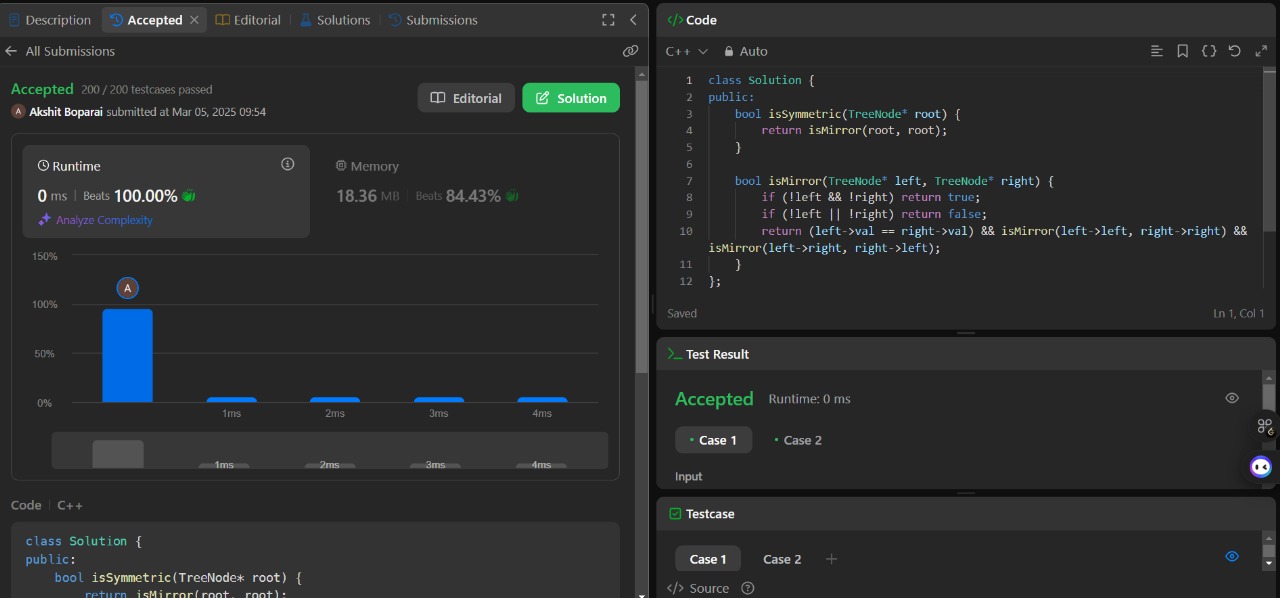 Description
Accepted
Editorial
Solutions
Submissions
All Submissions
Accepted 200 / 200 testcases passed
A Akshit Boparai submitted at Mar 05, 2025 09:54
Editorial
Solution
Runtime
0 ms | Beats 100.00%
Analyze Complexity
Memory
18.36 MB | Beats 84.43%
150%
100%
50%
0%
A
1ms 2ms 3ms 4ms
1ms 2ms 3ms 4ms
Code | C++
class Solution {
public:
bool isSymmetric(TreeNode* root) {
return isMirror(root, root);
</> Code
C++ Auto
1 class Solution {
2 public:
3 bool isSymmetric(TreeNode* root) {
4 return isMirror(root, root);
5 }
6
7 bool isMirror(TreeNode* left, TreeNode* right) {
8 if (!left && !right) return true;
9 if (!left || !right) return false;
10 return (left->val == right->val) && isMirror(left->left, right->right) &&
isMirror(left->right, right->left);
11 }
12 };
Saved
Ln 1, Col 1
>_ Test Result
Accepted Runtime: 0 ms
Case 1 Case 2
Input
Testcase
Case 1 Case 2 +
</> Source ?